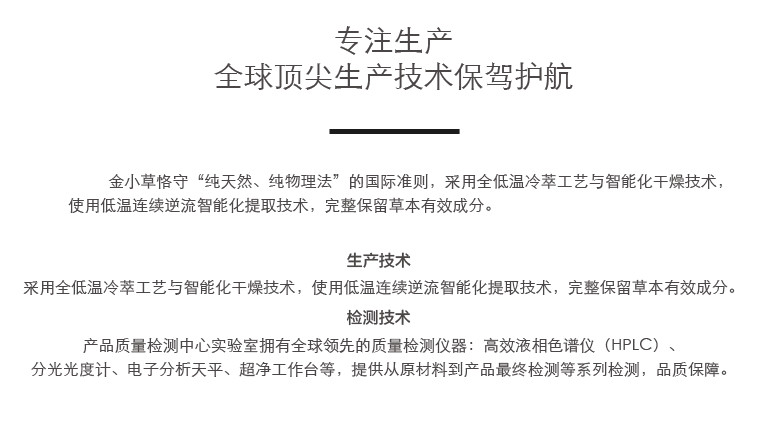 专注生产
全球顶尖生产技术保驾护航
金小草恪守“纯天然、纯物理法”的国际准则，采用全低温冷萃工艺与智能化干燥技术，
使用低温连续逆流智能化提取技术，完整保留草本有效成分。
生产技术
采用全低温冷萃工艺与智能化干燥技术，使用低温连续逆流智能化提取技术，完整保留草本有效成分。
检测技术
产品质量检测中心实验室拥有全球领先的质量检测仪器：高效液相色谱仪（HPLC）、
分光光度计、电子分析天平、超净工作台等，提供从原材料到产品最终检测等系列检测，品质保障。